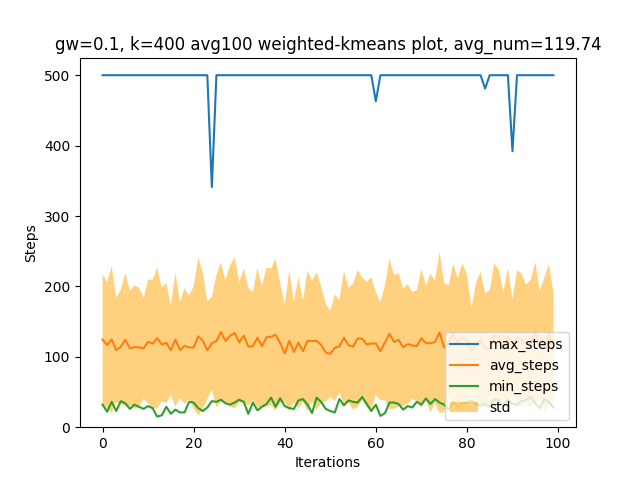 gw=0.1, k=400 avg100 weighted-kmeans plot, avg_num=119.74
500
400
300
200
100
0
Steps
max_steps
avg_steps
min_steps
std
0
20
40
60
80
100
Iterations